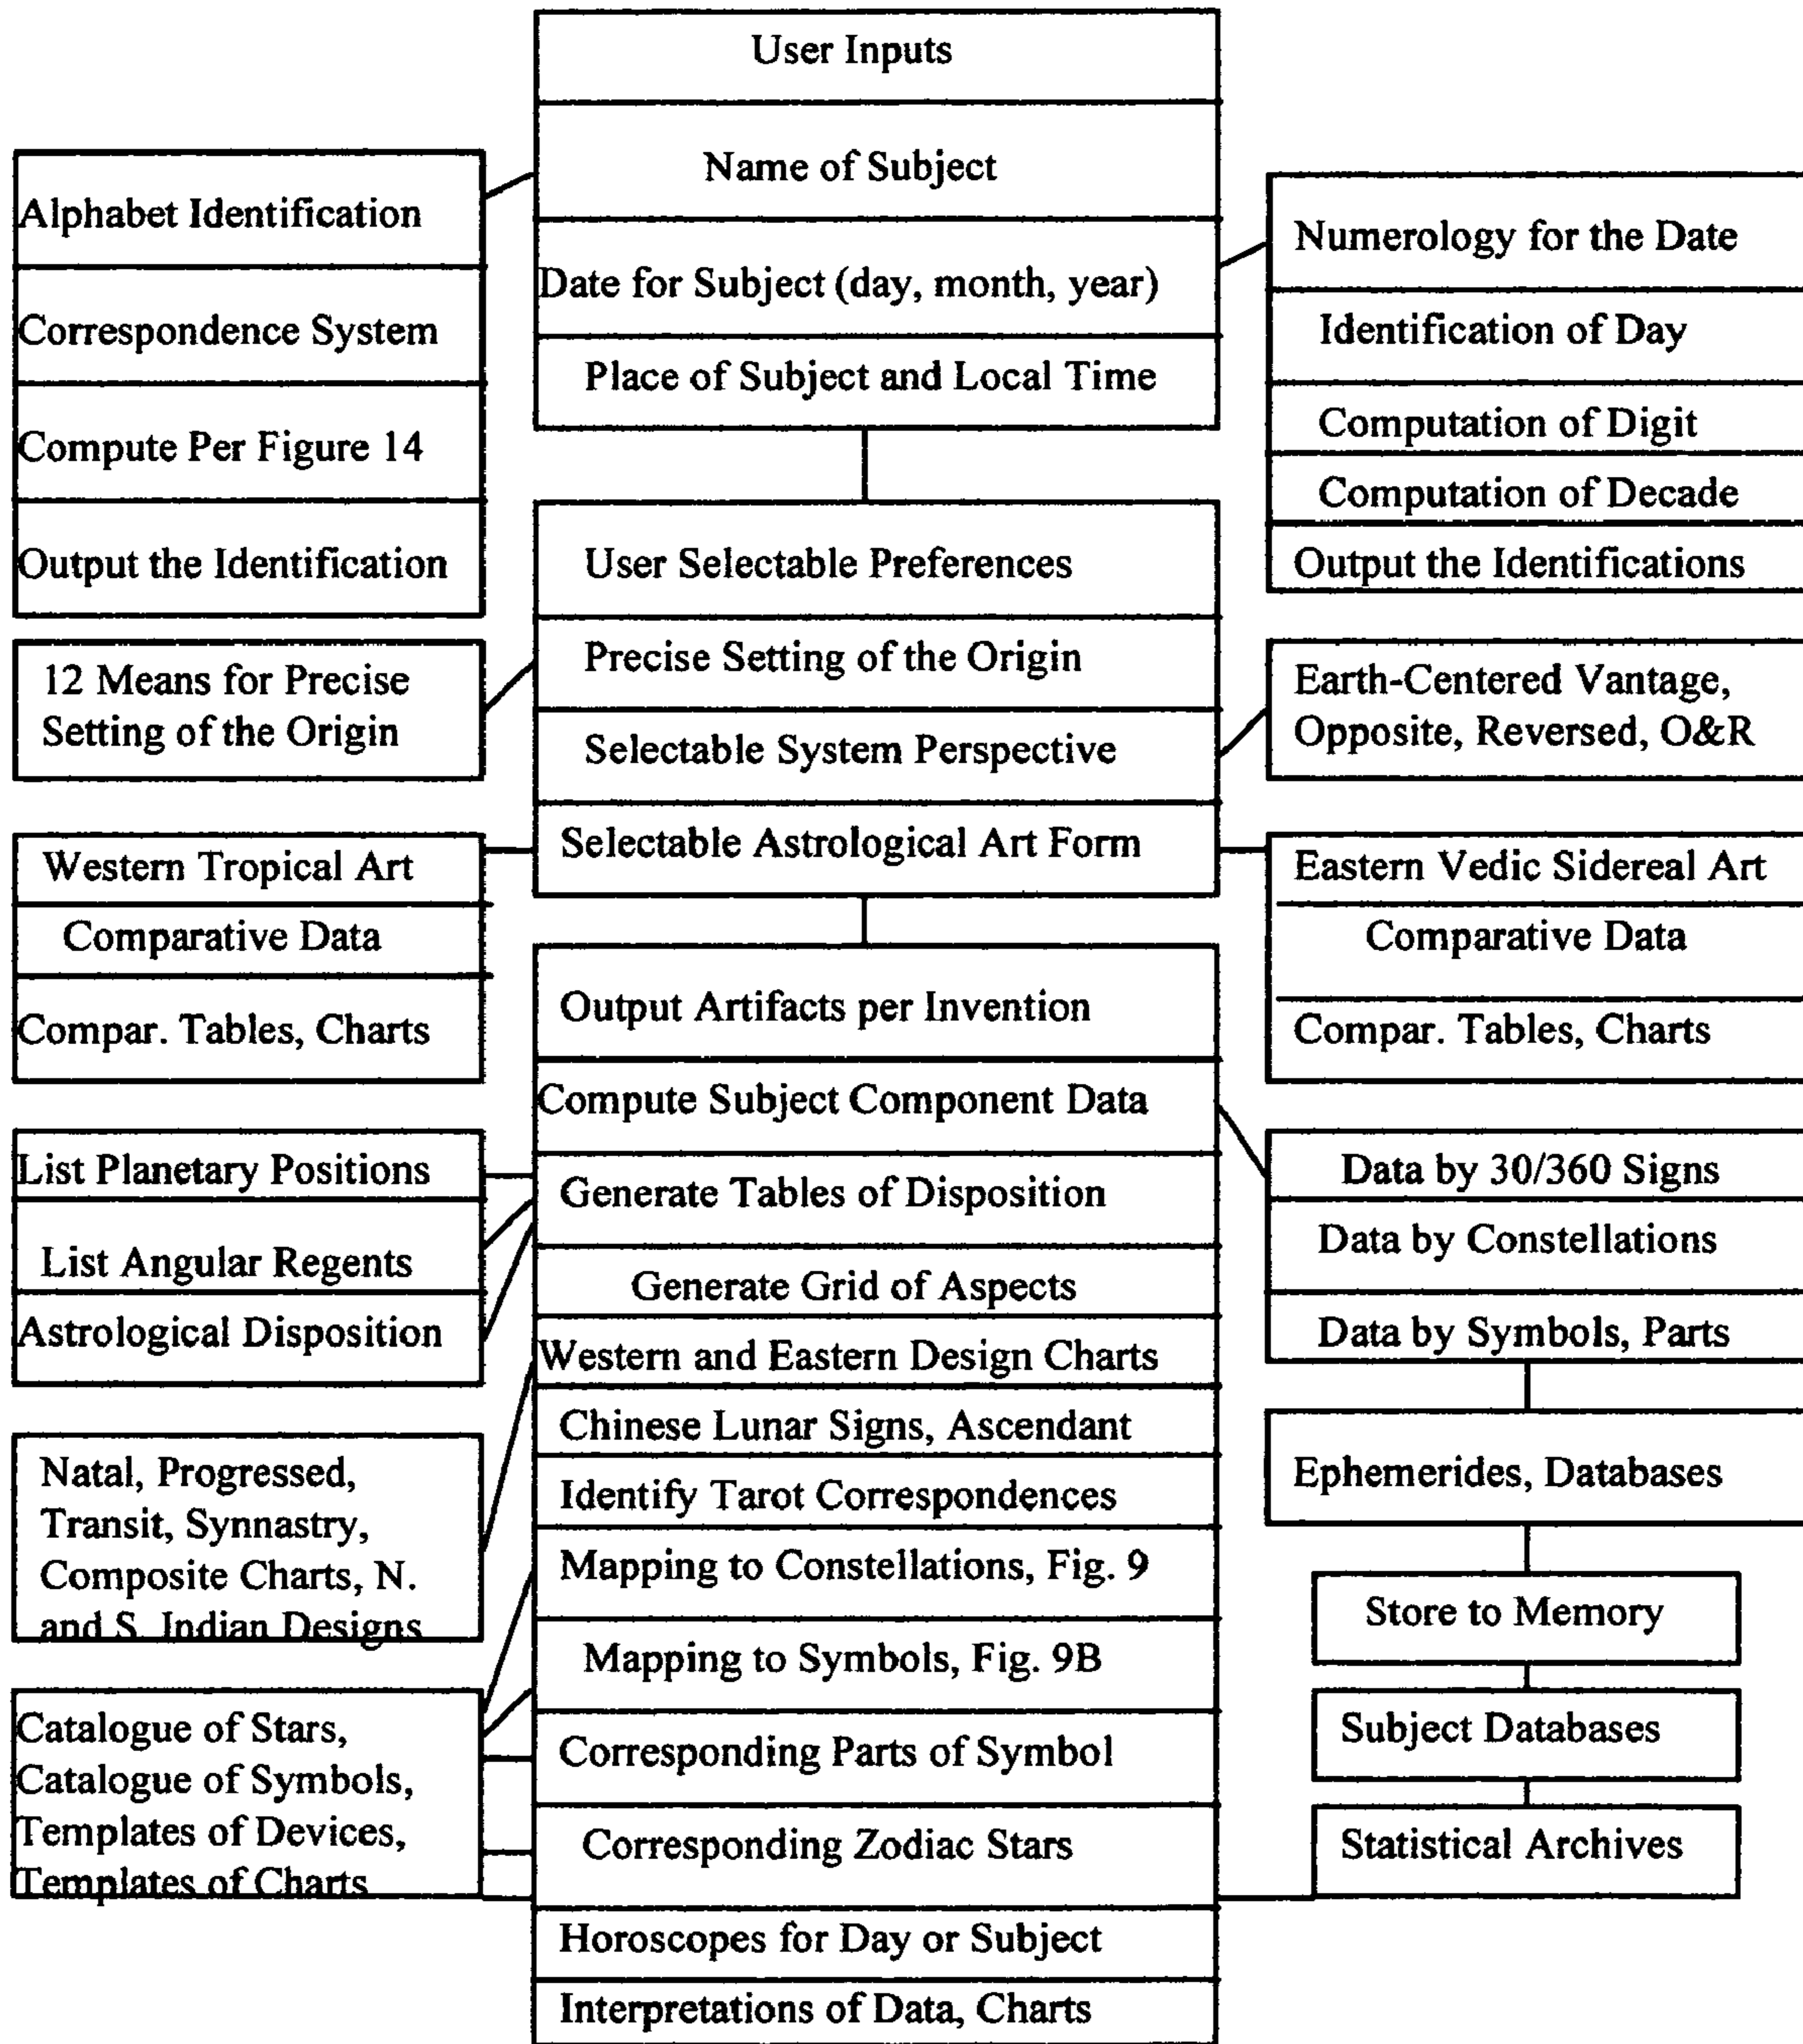 User Inputs
Name of Subject
Date for Subject (day, month, year)
Place of Subject and Local Time
Alphabet Identification
Correspondence System
Compute Per Figure 14
Output the Identification
Numerology for the Date
Identification of Day
Computation of Digit
Computation of Decade
Output the Identifications
User Selectable Preferences
Precise Setting of the Origin
Selectable System Perspective
Selectable Astrological Art Form
12 Means for Precise
Setting of the Origin
Earth-Centered Vantage,
Opposite, Reversed, O&R
Western Tropical Art
Comparative Data
Compar. Tables, Charts
Eastern Vedic Sidereal Art
Comparative Data
Compar. Tables, Charts
Output Artifacts per Invention
Compute Subject Component Data
Generate Tables of Disposition
Generate Grid of Aspects
Western and Eastern Design Charts
Chinese Lunar Signs, Ascendant
Identify Tarot Correspondences
Mapping to Constellations, Fig. 9
Mapping to Symbols, Fig. 9B
Corresponding Parts of Symbol
Corresponding Zodiac Stars
Horoscopes for Day or Subject
Interpretations of Data, Charts
List Planetary Positions
List Angular Regents
Astrological Disposition
Natal, Progressed,
Transit, Synnastry,
Composite Charts, N.
and S. Indian Designs
Catalogue of Stars,
Catalogue of Symbols,
Templates of Devices,
Templates of Charts
Data by 30/360 Signs
Data by Constellations
Data by Symbols, Parts
Ephemerides, Databases
Store to Memory
Subject Databases
Statistical Archives